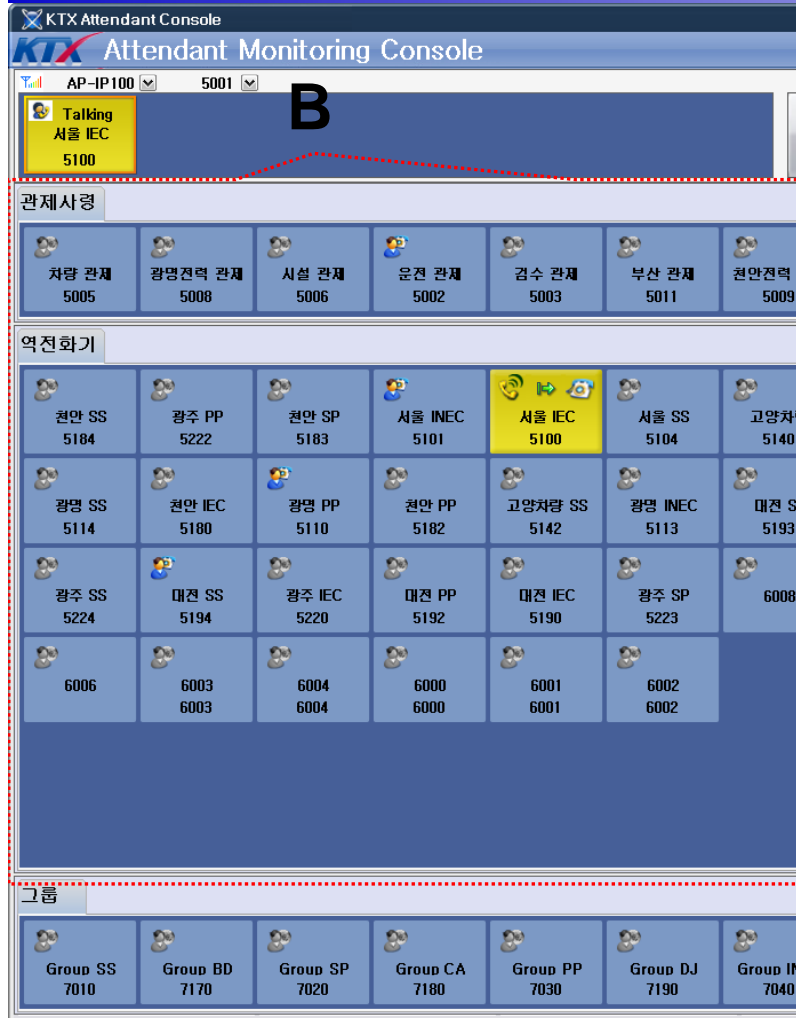 KTX Attendant Console
KTX Attendant Monitoring Console
AP-IP100 5001
B
Talking
서울 IEC
5100
관제사령
차량 관제
5005
광명전력 관제
5008
시설 관제
5006
운전 관제
5002
검수 관제
5003
부산 관제
5011
천안전력
5009
역전화기
천안 SS
5184
광주 PP
5222
천안 SP
5183
서울 INEC
5101
서울 IEC
5100
서울 SS
5104
고양차
5140
광명 SS
5114
천안 IEC
5180
광명 PP
5110
천안 PP
5182
고양차량 SS
5142
광명 INEC
5113
대전 S
5193
광주 SS
5224
대전 SS
5194
광주 IEC
5220
대전 PP
5192
대전 IEC
5190
광주 SP
5223
6008
6006
6003
6003
6004
6004
6000
6000
6001
6001
6002
6002
그룹
Group SS
7010
Group BD
7170
Group SP
7020
Group CA
7180
Group PP
7030
Group DJ
7190
Group IN
7040